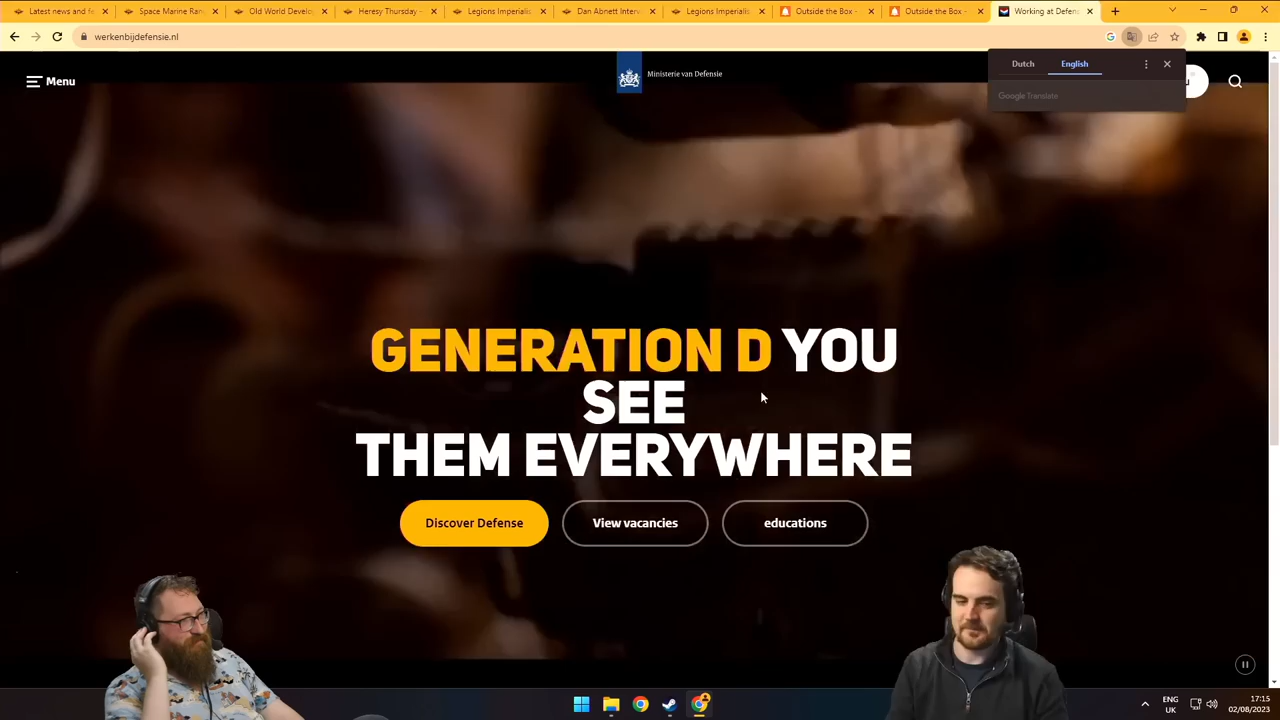 Latest news and fe
Space Marine Ran
Old World Develo
Heresy Thursday -
Legions Imperialis
Dan Abnett Interv
Legions Imperialis
Outside the Box -
Outside the Box -
Working at Defens
werkenbijdefensie.nl
Dutch
English
Google Translate
Menu
Ministerie van Defensie
GENERATION D YOU
SEE
THEM EVERYWHERE
Discover Defense
View vacancies
educations
ENG
UK
17:15
02/08/2023